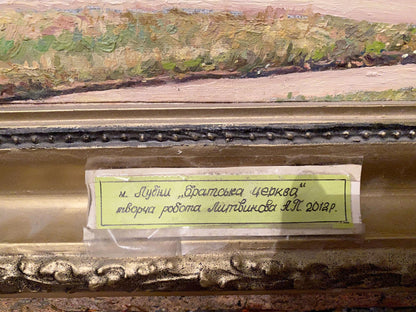 м. Лубни „Братська церква"
творча робота Литвинова Я.П. 2012р.